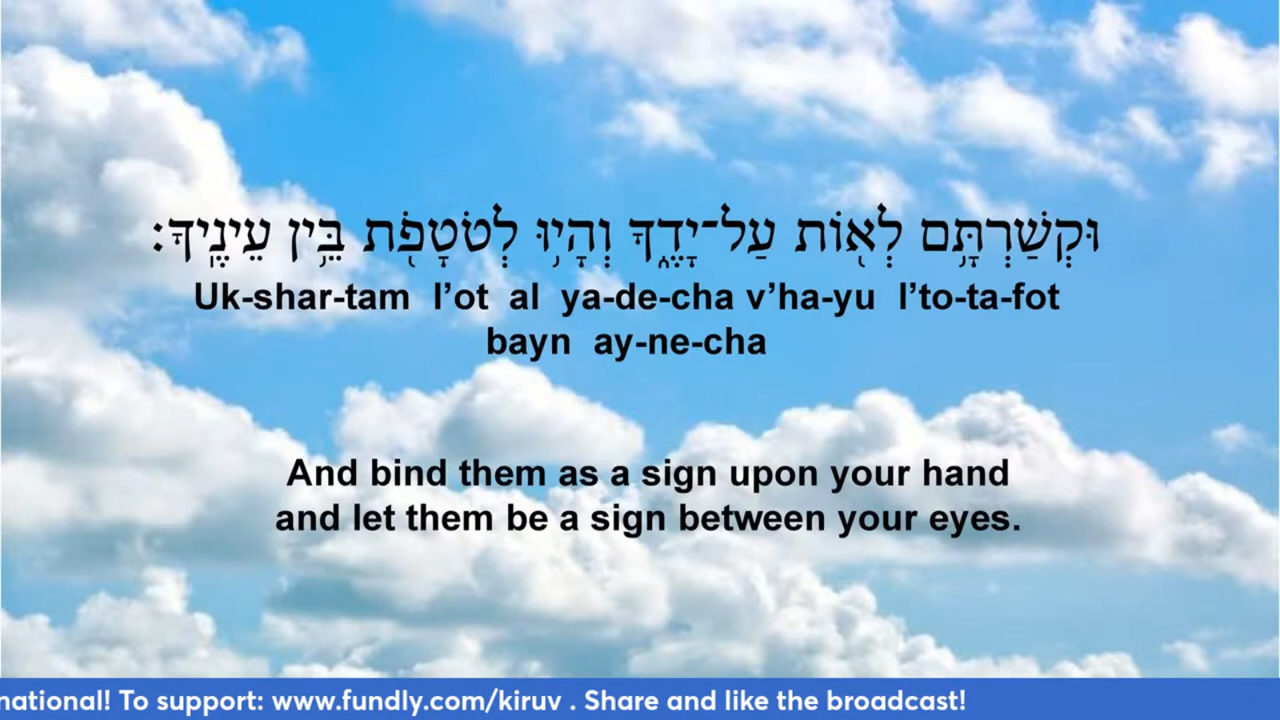 וּקְשַׁרְתָּ֥ם לְא֖וֹת עַל־יָדֶ֑ךָ וְהָי֥וּ לְטֹטָפֹ֖ת בֵּ֥ין עֵינֶֽיךָ׃
Uk-shar-tam l’ot al ya-de-cha v’ha-yu l’to-ta-fot
bayn ay-ne-cha
And bind them as a sign upon your hand
and let them be a sign between your eyes.
national! To support: www.fundly.com/kiruv . Share and like the broadcast!